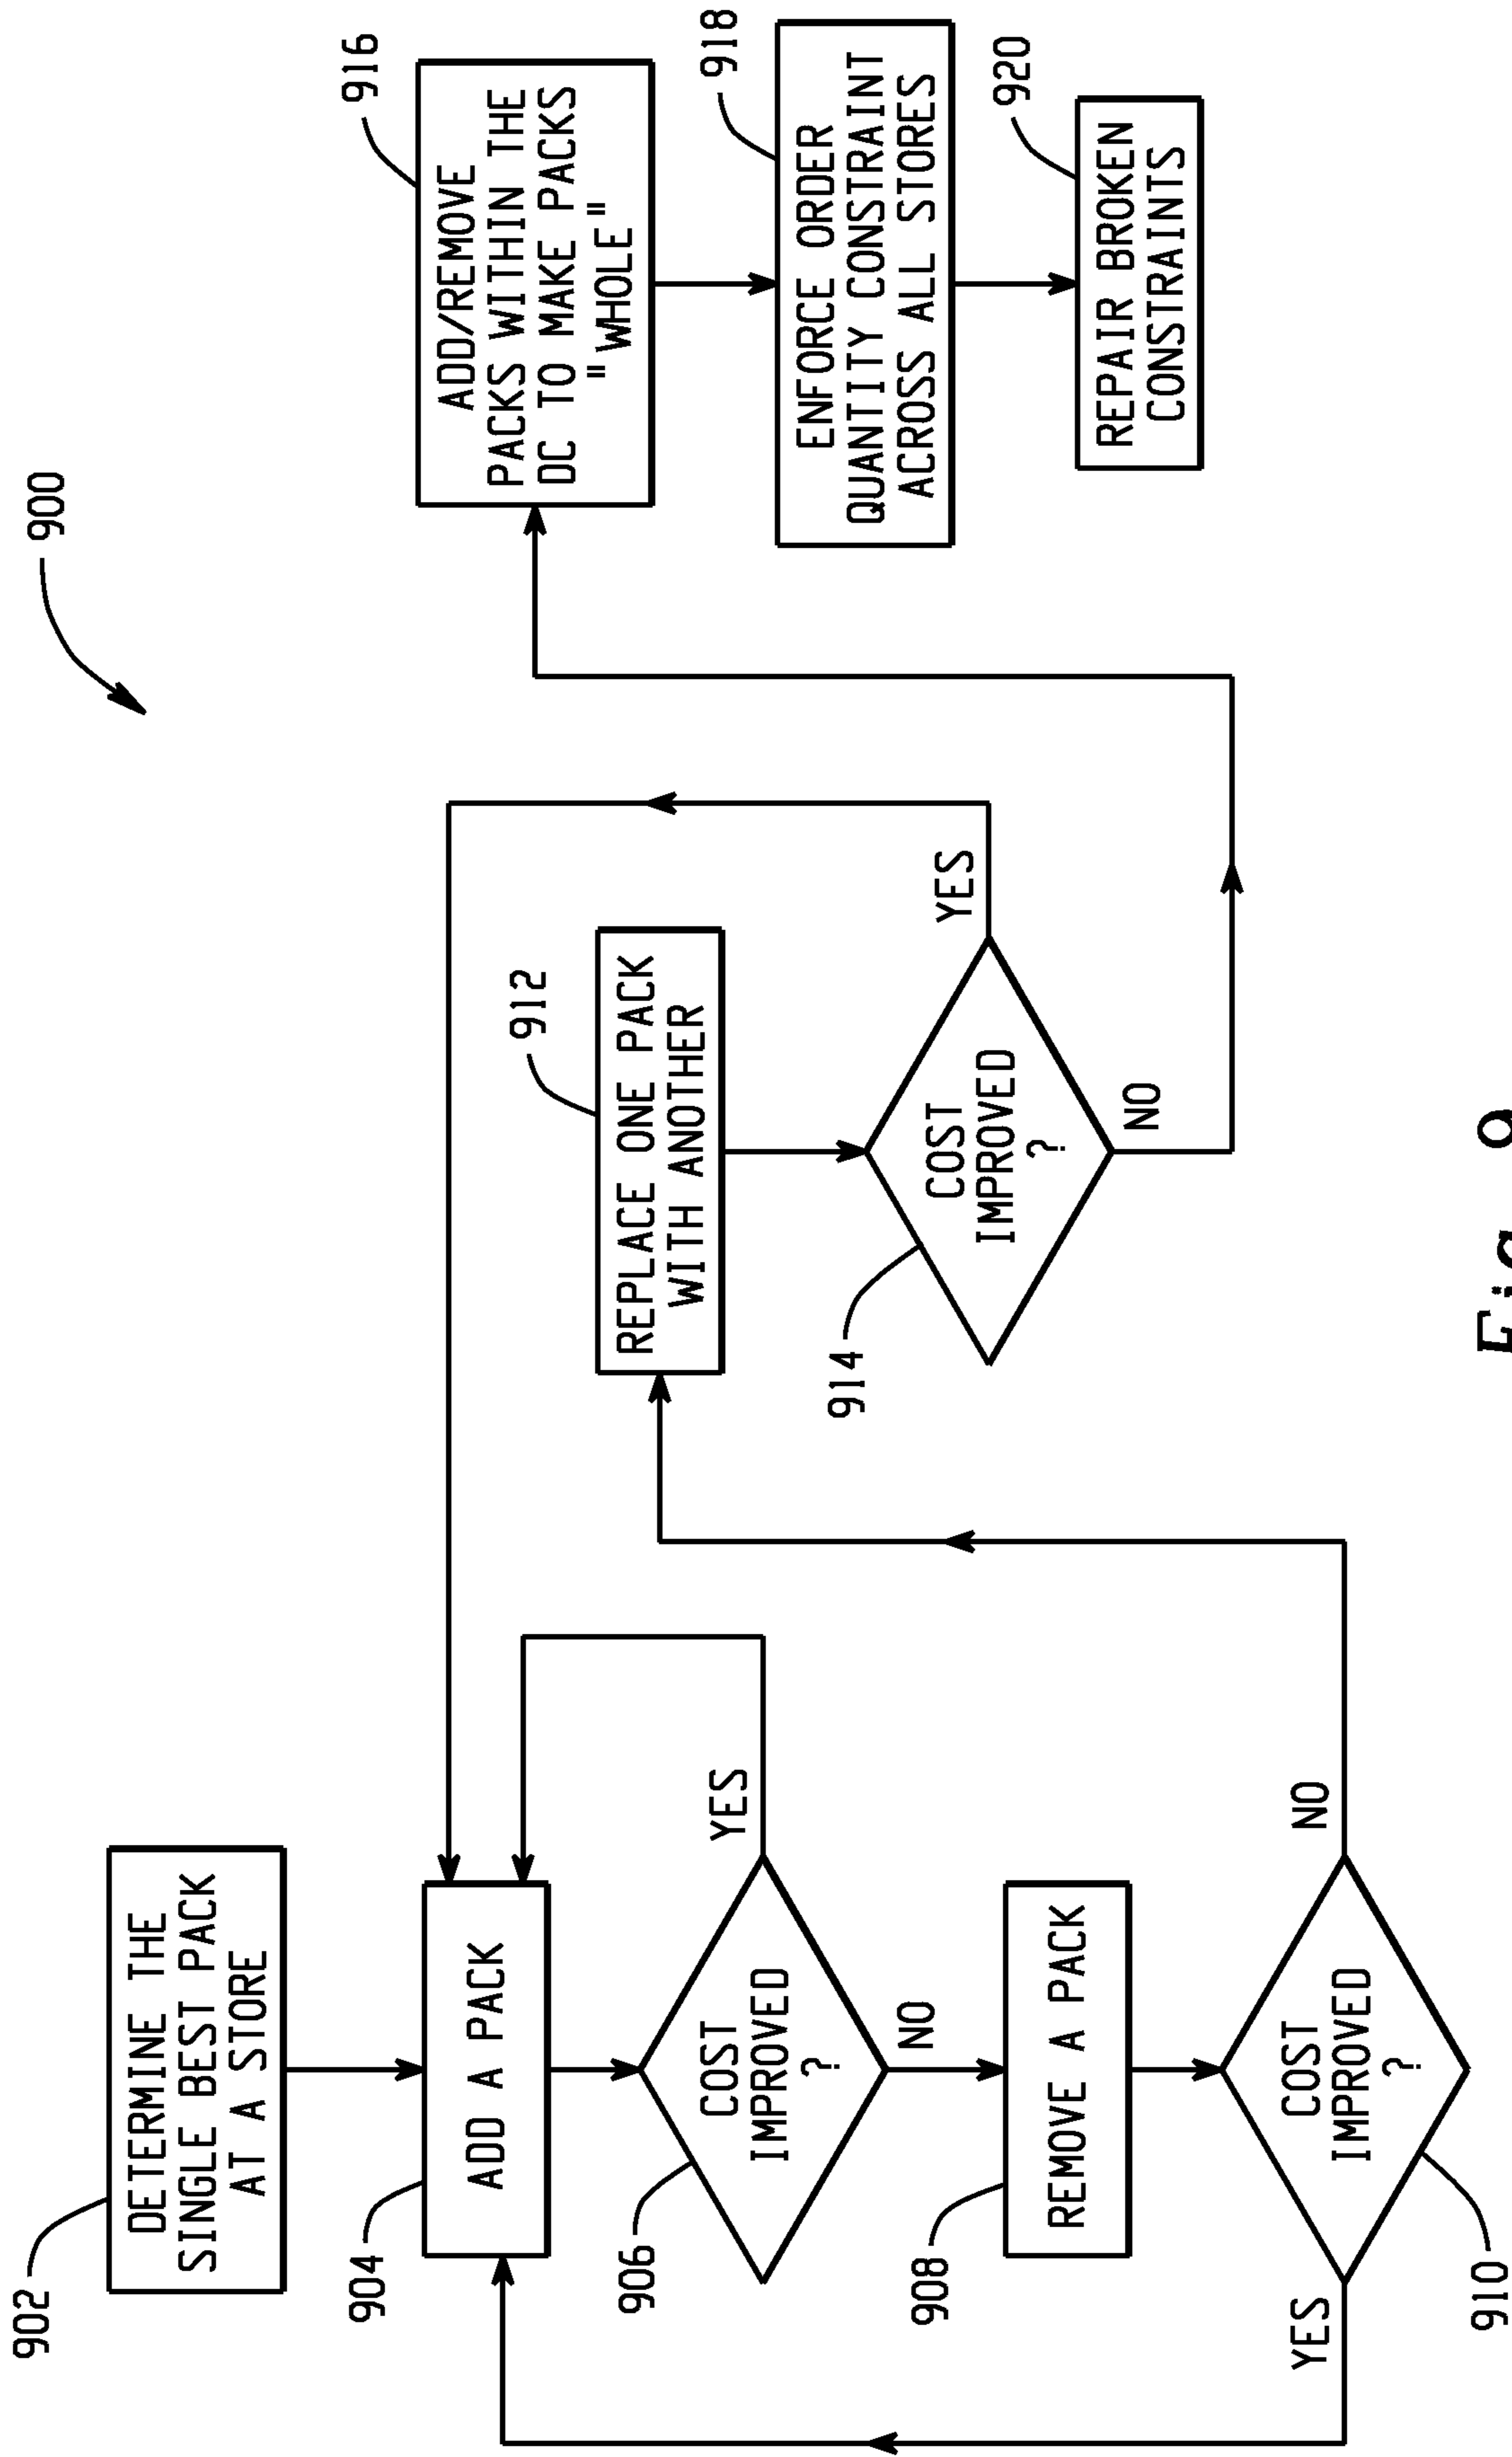 900
902
DETERMINE THE
SINGLE BEST PACK
AT A STORE
904
ADD A PACK
906
COST
IMPROVED
?
YES
NO
908
REMOVE A PACK
910
COST
IMPROVED
?
YES
NO
912
REPLACE ONE PACK
WITH ANOTHER
914
COST
IMPROVED
?
YES
NO
916
ADD/REMOVE
PACKS WITHIN THE
DC TO MAKE PACKS
"WHOLE"
918
ENFORCE ORDER
QUANTITY CONSTRAINT
ACROSS ALL STORES
920
REPAIR BROKEN
CONSTRAINTS
Fig. 9